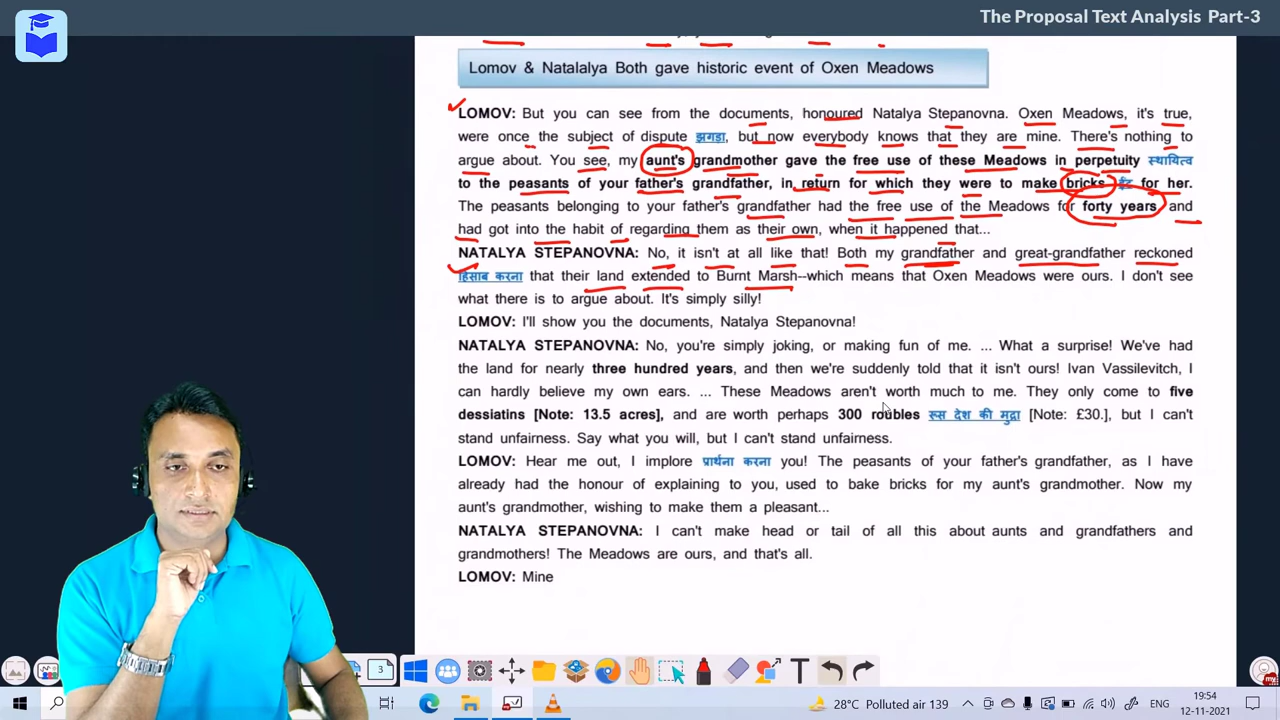 The Proposal Text Analysis Part-3
Lomov & Natalalya Both gave historic event of Oxen Meadows
LOMOV: But you can see from the documents, honoured Natalya Stepanovna. Oxen Meadows, it's true,
were once the subject of dispute झगड़ा, but now everybody knows that they are mine. There's nothing to
argue about. You see, my aunt's grandmother gave the free use of these Meadows in perpetuity स्थायित्व
to the peasants of your father's grandfather, in return for which they were to make bricks ईंट for her.
The peasants belonging to your father's grandfather had the free use of the Meadows for forty years and
had got into the habit of regarding them as their own, when it happened that...
NATALYA STEPANOVNA: No, it isn't at all like that! Both my grandfather and great-grandfather reckoned
हिसाब करना that their land extended to Burnt Marsh--which means that Oxen Meadows were ours. I don't see
what there is to argue about. It's simply silly!
LOMOV: I'll show you the documents, Natalya Stepanovna!
NATALYA STEPANOVNA: No, you're simply joking, or making fun of me. ... What a surprise! We've had
the land for nearly three hundred years, and then we're suddenly told that it isn't ours! Ivan Vassilevitch, I
can hardly believe my own ears. ... These Meadows aren't worth much to me. They only come to five
dessiatins [Note: 13.5 acres], and are worth perhaps 300 roubles रूस देश की मुद्रा [Note: £30.], but I can't
stand unfairness. Say what you will, but I can't stand unfairness.
LOMOV: Hear me out, I implore प्रार्थना करना you! The peasants of your father's grandfather, as I have
already had the honour of explaining to you, used to bake bricks for my aunt's grandmother. Now my
aunt's grandmother, wishing to make them a pleasant...
NATALYA STEPANOVNA: I can't make head or tail of all this about aunts and grandfathers and
grandmothers! The Meadows are ours, and that's all.
LOMOV: Mine
3
T
28°C Polluted air 139
ENG
19:54
12-11-2021